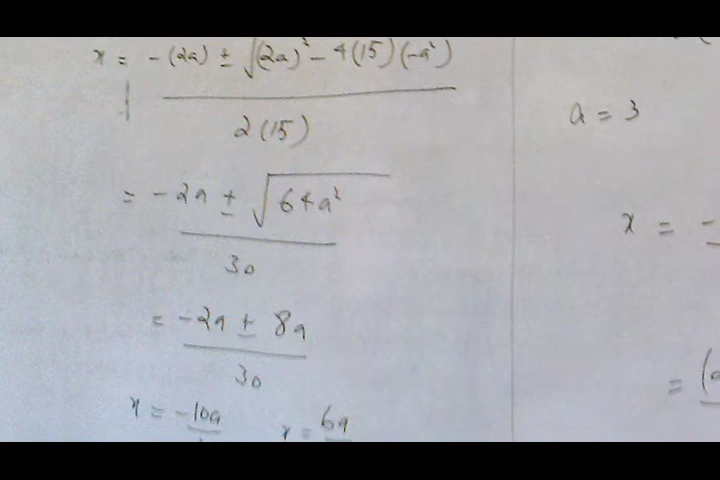 x = -(2a) ± √(2a)² - 4(15)(-a²)
2(15)
= -2a ± √64a²
30
= -2a ± 8a
30
x = -10a x = 6a
a = 3
x = -
= (